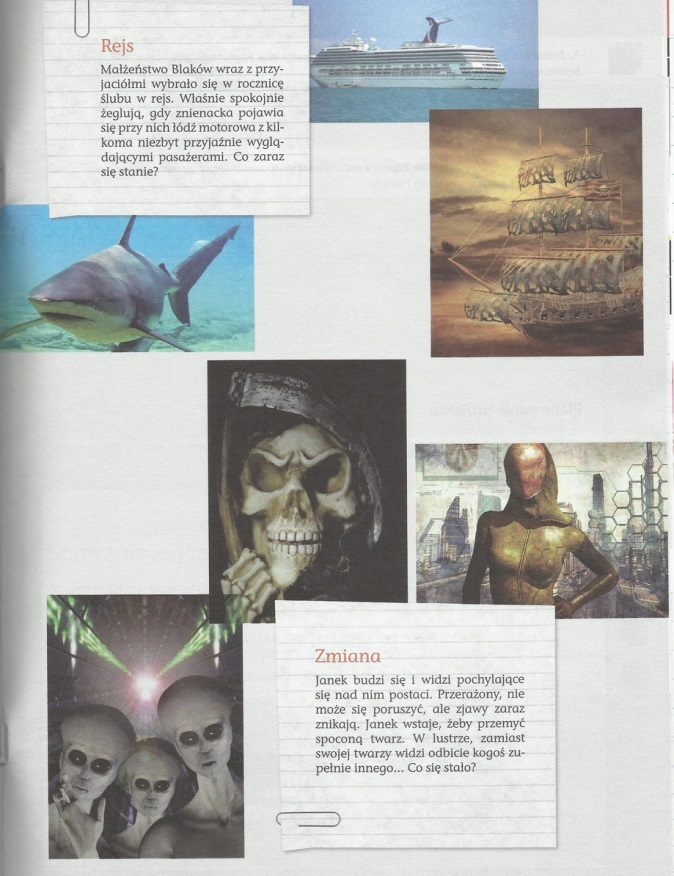 Rejs
Małżeństwo Blaków wraz z przy-
jaciółmi wybrało się w rocznicę
ślubu w rejs. Właśnie spokojnie
żeglują, gdy znienacka pojawia
się przy nich łódź motorowa z kil-
koma niezbyt przyjaźnie wyglą-
dającymi pasażerami. Co zaraz
się stanie?
Zmiana
Janek budzi się i widzi pochylające
się nad nim postaci. Przerażony, nie
może się poruszyć, ale zjawy zaraz
znikają. Janek wstaje, żeby przemyć
spoconą twarz. W lustrze, zamiast
swojej twarzy widzi odbicie kogoś zu-
pełnie innego... Co się stało?